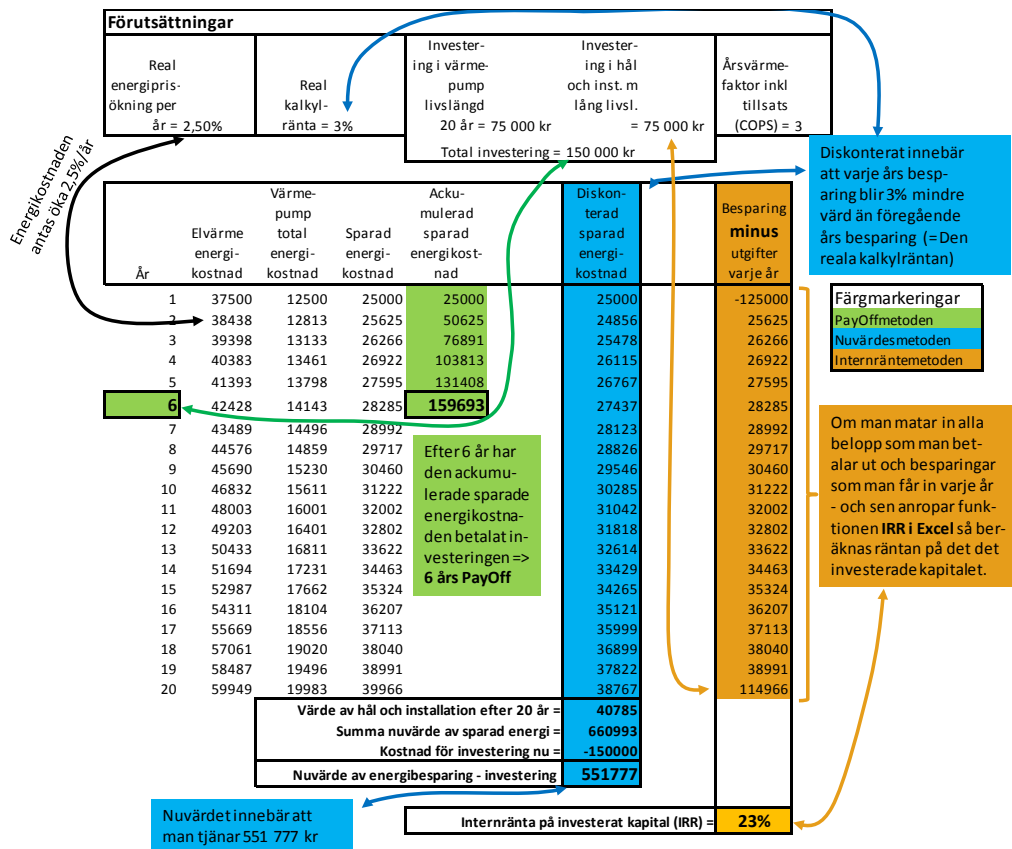 Förutsättningar
Real
energipris-
ökning per
år = 2,50%
Real
kalkyl-
ränta = 3%
Invester-
ing i värme-
pump
livslängd
20 år = 75 000 kr
Invester-
ing i hål
och inst. m
lång livsl.
= 75 000 kr
Total investering = 150 000 kr
Årsvärme-
faktor inkl
tillsats
(COPS) = 3
Energikostnaden
antas öka 2,5%/år
Diskonterat innebär
att varje års besp-
aring blir 3% mindre
värd än föregående
års besparing (=Den
reala kalkylräntan)
År
Elvärme
energi-
kostnad
Värme-
pump
total
energi-
kostnad
Sparad
energi-
kostnad
Acku-
mulerad
sparad
energikost-
nad
Diskon-
terad
sparad
energi-
kostnad
Besparing
minus
utgifter
varje år
1 37500 12500 25000 25000 25000 -125000
2 38438 12813 25625 50625 24856 25625
3 39398 13133 26266 76891 25478 26266
4 40383 13461 26922 103813 26115 26922
5 41393 13798 27595 131408 26767 27595
6 42428 14143 28285 159693 27437 28285
7 43489 14496 28992 28123 28992
8 44576 14859 29717 28826 29717
9 45690 15230 30460 29546 30460
10 46832 15611 31222 30285 31222
11 48003 16001 32002 31042 32002
12 49203 16401 32802 31818 32802
13 50433 16811 33622 32614 33622
14 51694 17231 34463 33429 34463
15 52987 17662 35324 34265 35324
16 54311 18104 36207 35121 36207
17 55669 18556 37113 35999 37113
18 57061 19020 38040 36899 38040
19 58487 19496 38991 37822 38991
20 59949 19983 39966 38767 114966
Färgmarkeringar
PayOffmetoden
Nuvärdesmetoden
Internräntemetoden
Efter 6 år har
den ackumu-
lerade sparade
energikostna-
den betalat in-
vesteringen =>
6 års PayOff
Om man matar in alla
belopp som man bet-
alar ut och besparingar
som man får in varje år
- och sen anropar funk-
tionen IRR i Excel så ber-
äknas räntan på det det
investerade kapitalet.
Värde av hål och installation efter 20 år = 40785
Summa nuvärde av sparad energi = 660993
Kostnad för investering nu = -150000
Nuvärde av energibesparing - investering 551777
Nuvärdet innebär att
man tjänar 551 777 kr
Internränta på investerat kapital (IRR) = 23%